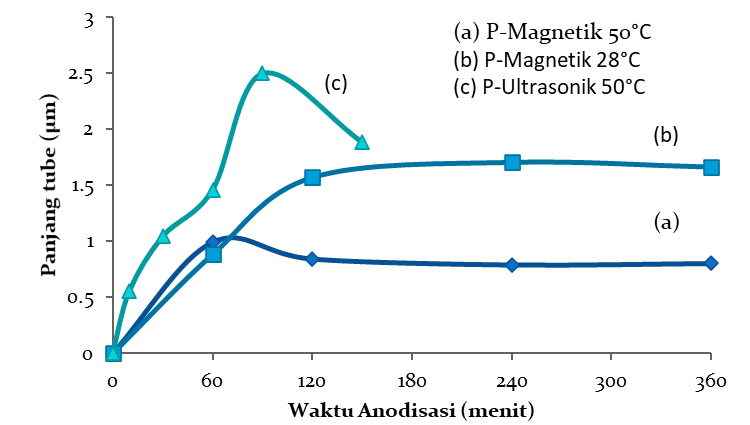 3
(a) P-Magnetik 50°C
(b) P-Magnetik 28°C
(c) P-Ultrasonik 50°C
2.5
(c)
2
(b)
1.5
(a)
1
0.5
0
Panjang tube (µm)
0 60 120 180 240 300 360
Waktu Anodisasi (menit)